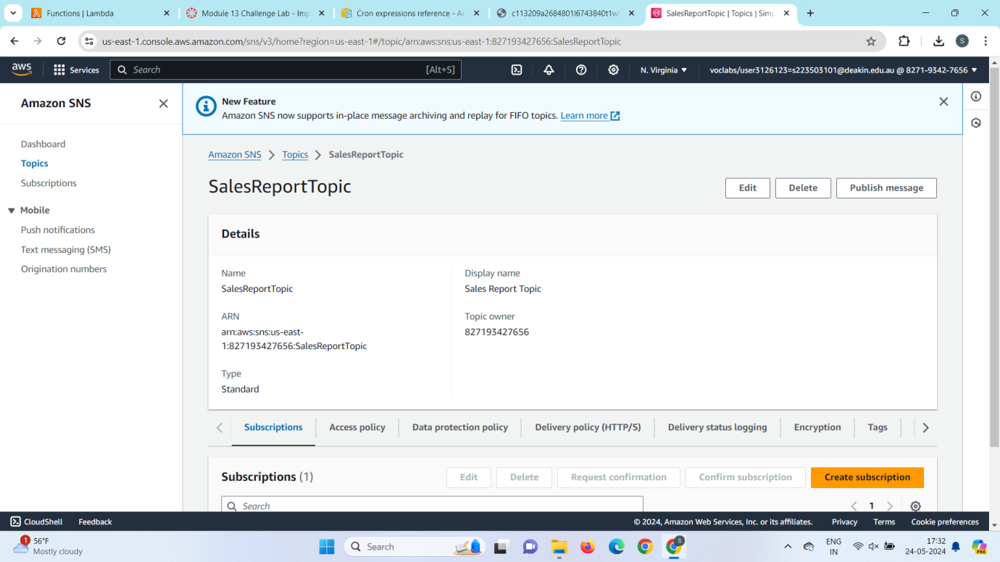 Functions | Lambda
Module 13 Challenge Lab - Imp
Cron expressions reference - Am
c113209a2684801l6743840t1w8
SalesReportTopic | Topics | Simp
us-east-1.console.aws.amazon.com/sns/v3/home?region=us-east-1#/topic/arn:aws:sns:us-east-1:827193427656:SalesReportTopic
S
aws
Services
Search
[Alt+S]
N. Virginia
voclabs/user3126123=s223503101@deakin.edu.au @ 8271-9342-7656
Amazon SNS
Dashboard
Topics
Subscriptions
Mobile
Push notifications
Text messaging (SMS)
Origination numbers
New Feature
Amazon SNS now supports in-place message archiving and replay for FIFO topics. Learn more
Amazon SNS
Topics
SalesReportTopic
SalesReportTopic
Edit
Delete
Publish message
Details
Name
SalesReportTopic
ARN
arn:aws:sns:us-east-
1:827193427656:SalesReportTopic
Type
Standard
Display name
Sales Report Topic
Topic owner
827193427656
Subscriptions
Access policy
Data protection policy
Delivery policy (HTTP/S)
Delivery status logging
Encryption
Tags
Subscriptions (1)
Edit
Delete
Request confirmation
Confirm subscription
Create subscription
Search
1
CloudShell
Feedback
© 2024, Amazon Web Services, Inc. or its affiliates.
Privacy
Terms
Cookie preferences
1
56°F
Mostly cloudy
Search
S
ENG
IN
17:32
24-05-2024
PRE